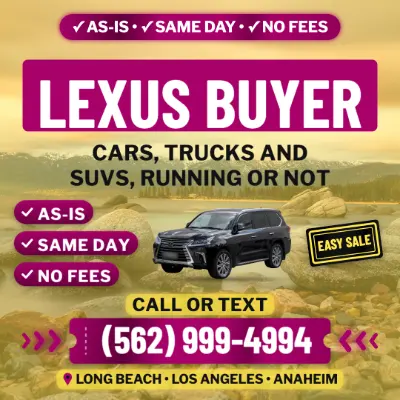 ✓ AS-IS • ✓ SAME DAY • ✓ NO FEES
LEXUS BUYER
CARS, TRUCKS AND
SUVS, RUNNING OR NOT
✓ AS-IS
✓ SAME DAY
✓ NO FEES
EASY SALE
CALL OR TEXT
(562) 999-4994
LONG BEACH • LOS ANGELES • ANAHEIM